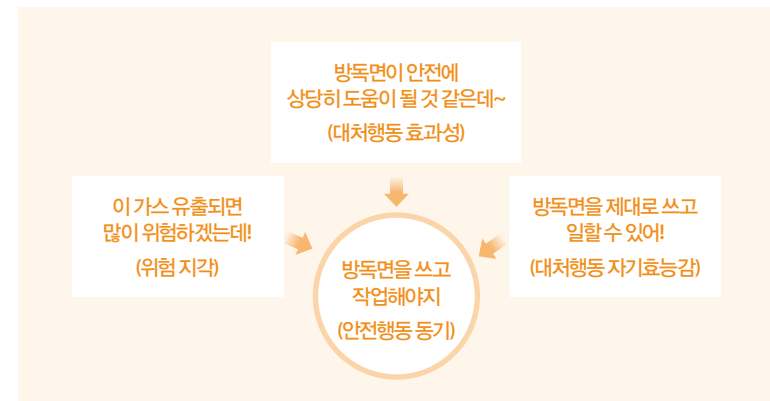 방독면이 안전에
상당히 도움이 될 것 같은데~
(대처행동 효과성)
이 가스 유출되면
많이 위험하겠는데!
(위험 지각)
방독면을 제대로 쓰고
일할 수 있어!
(대처행동 자기효능감)
방독면을 쓰고
작업해야지
(안전행동 동기)